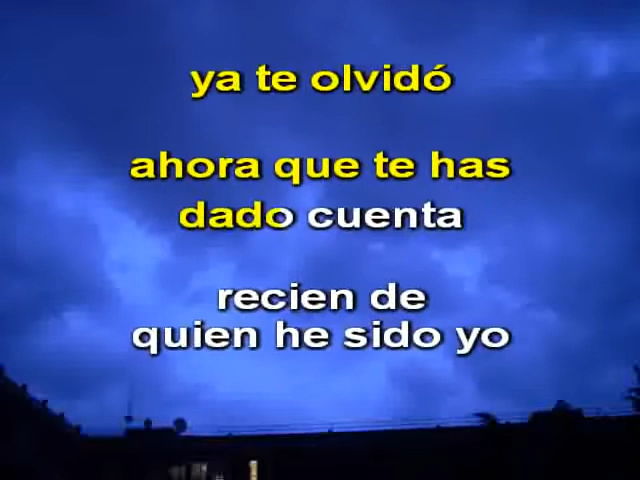 ya te olvidó
ahora que te has
dado cuenta
recien de
quien he sido yo